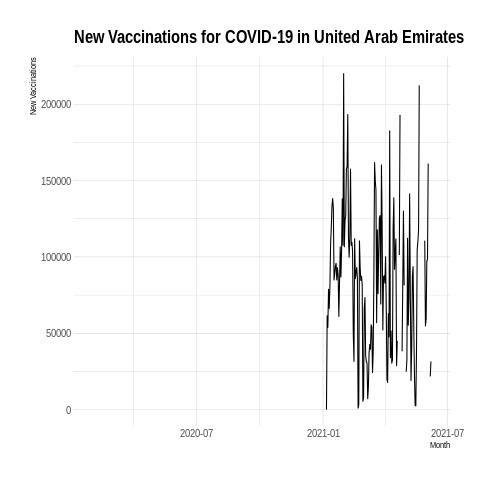 New Vaccinations for COVID-19 in United Arab Emirates
New Vaccinations
200000
150000
100000
50000
0
2020-07
2021-01
2021-07
Month